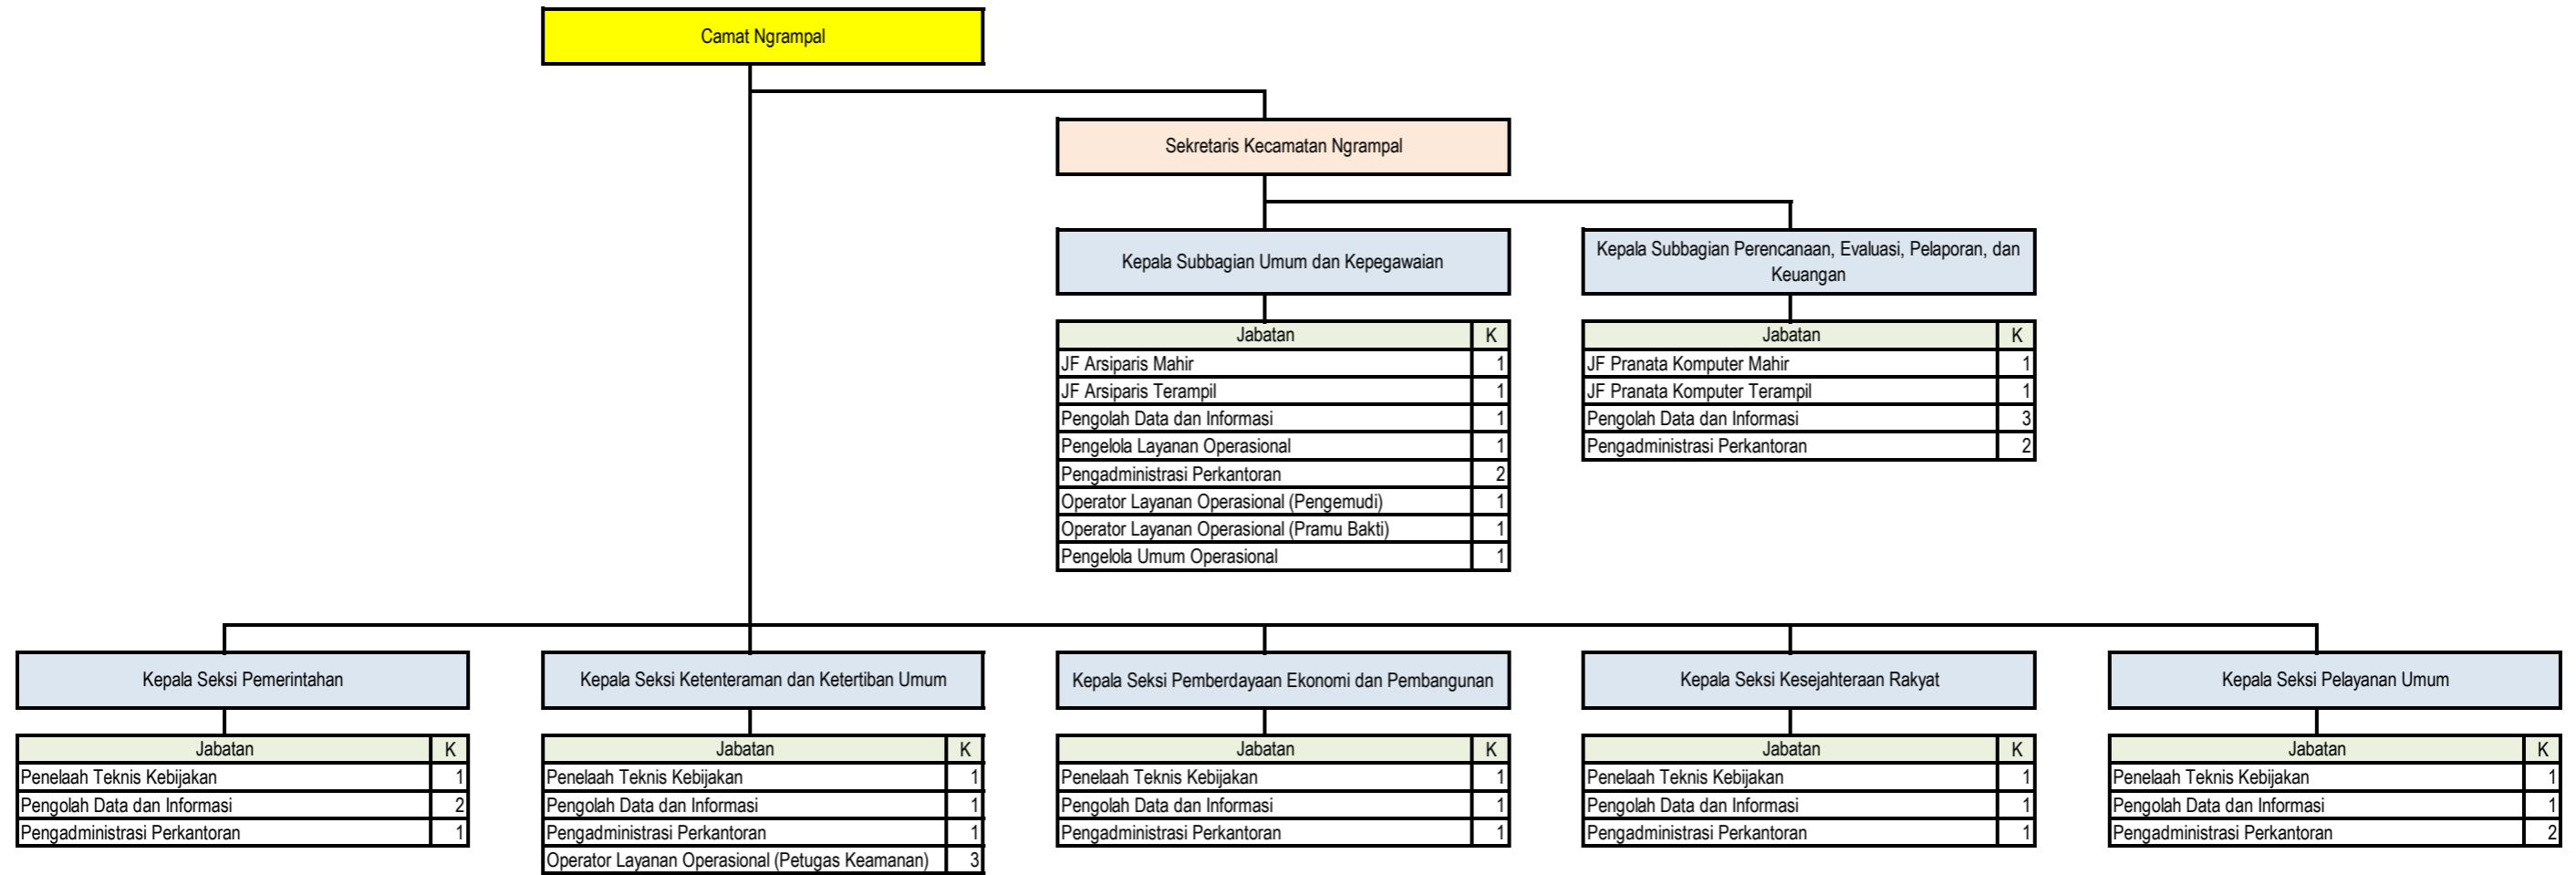 Camat Ngrampal
Sekretaris Kecamatan Ngrampal
Kepala Subbagian Umum dan Kepegawaian
Kepala Subbagian Perencanaan, Evaluasi, Pelaporan, dan
Keuangan
Jabatan K
JF Arsiparis Mahir 1
JF Arsiparis Terampil 1
Pengolah Data dan Informasi 1
Pengelola Layanan Operasional 1
Pengadministrasi Perkantoran 2
Operator Layanan Operasional (Pengemudi) 1
Operator Layanan Operasional (Pramu Bakti) 1
Pengelola Umum Operasional 1
Jabatan K
JF Pranata Komputer Mahir 1
JF Pranata Komputer Terampil 1
Pengolah Data dan Informasi 3
Pengadministrasi Perkantoran 2
Kepala Seksi Pemerintahan
Jabatan K
Penelaah Teknis Kebijakan 1
Pengolah Data dan Informasi 2
Pengadministrasi Perkantoran 1
Kepala Seksi Ketenteraman dan Ketertiban Umum
Jabatan K
Penelaah Teknis Kebijakan 1
Pengolah Data dan Informasi 1
Pengadministrasi Perkantoran 1
Operator Layanan Operasional (Petugas Keamanan) 3
Kepala Seksi Pemberdayaan Ekonomi dan Pembangunan
Jabatan K
Penelaah Teknis Kebijakan 1
Pengolah Data dan Informasi 1
Pengadministrasi Perkantoran 1
Kepala Seksi Kesejahteraan Rakyat
Jabatan K
Penelaah Teknis Kebijakan 1
Pengolah Data dan Informasi 1
Pengadministrasi Perkantoran 1
Kepala Seksi Pelayanan Umum
Jabatan K
Penelaah Teknis Kebijakan 1
Pengolah Data dan Informasi 1
Pengadministrasi Perkantoran 2